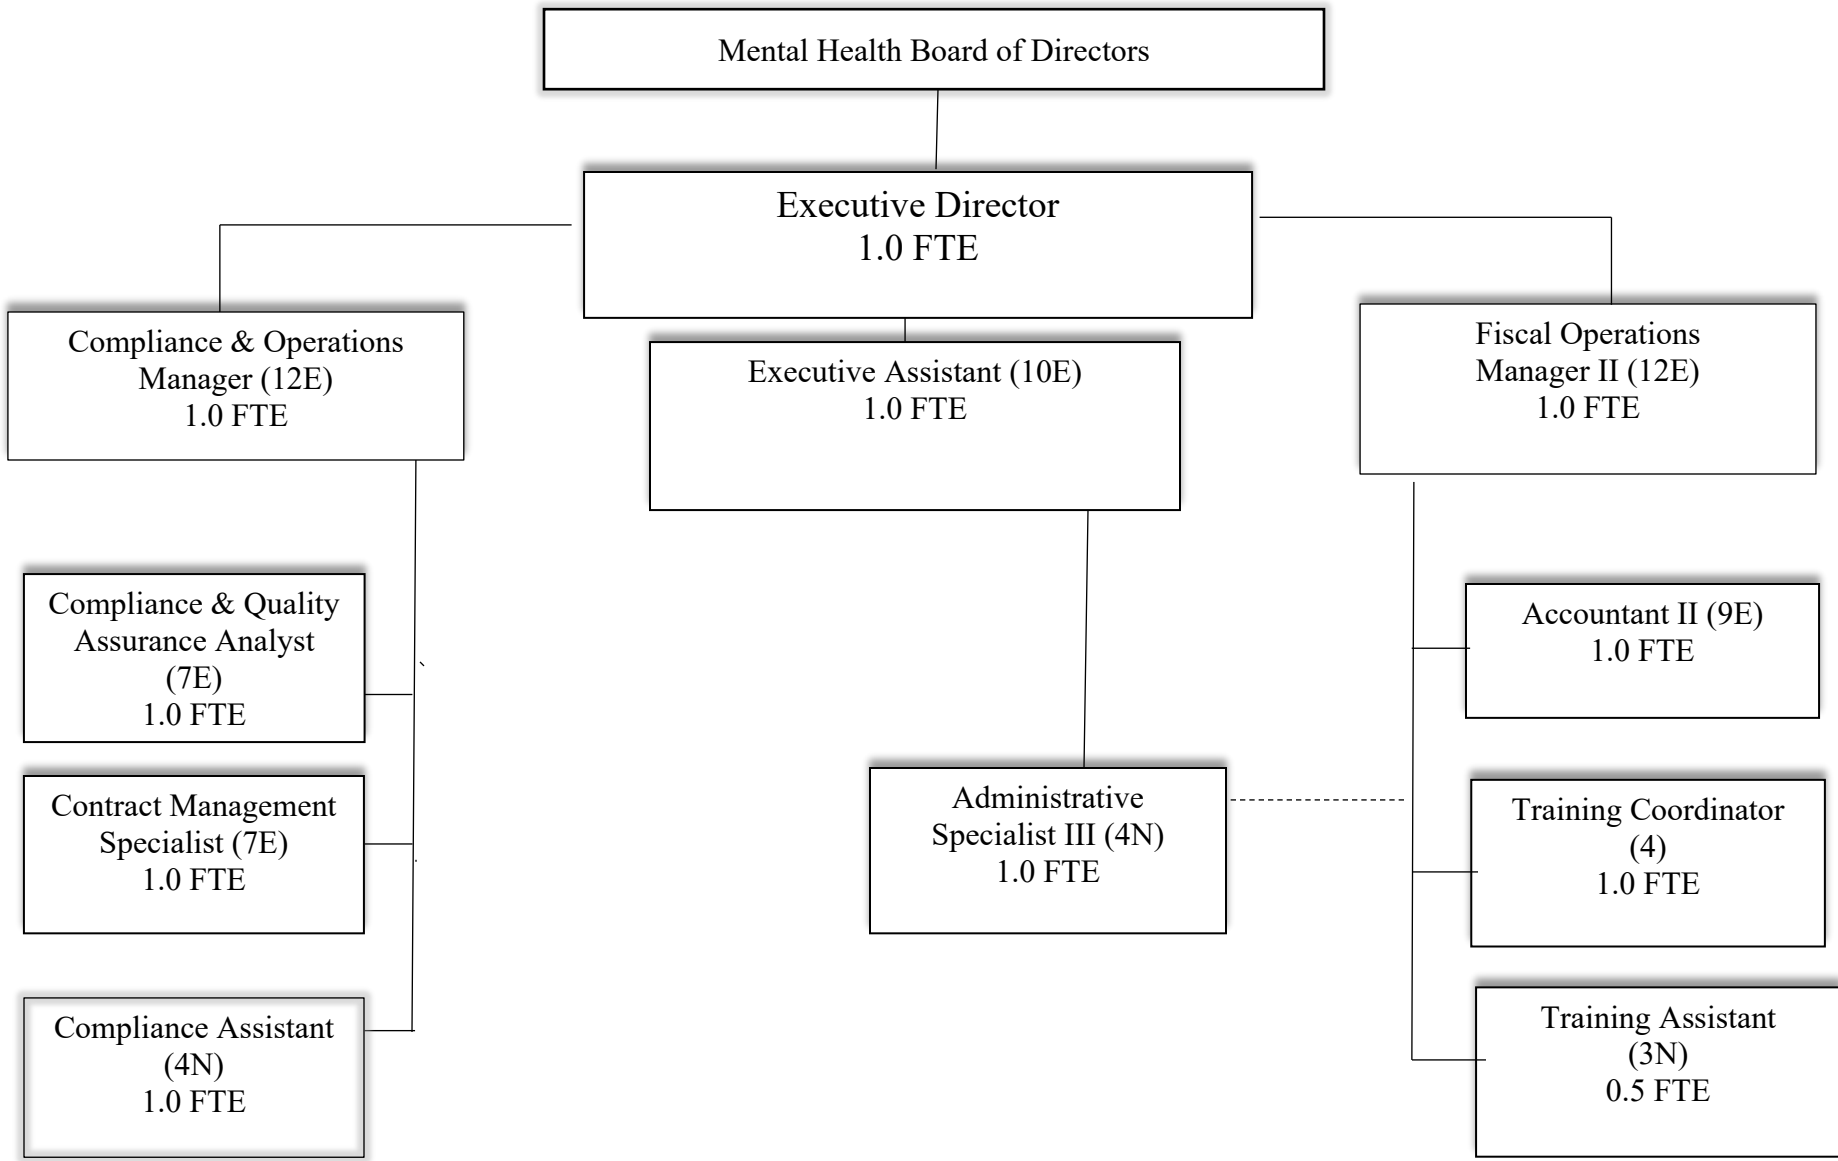 Mental Health Board of Directors
Executive Director
1.0 FTE
Compliance & Operations
Manager (12E)
1.0 FTE
Executive Assistant (10E)
1.0 FTE
Fiscal Operations
Manager II (12E)
1.0 FTE
Compliance & Quality
Assurance Analyst
(7E)
1.0 FTE
Contract Management
Specialist (7E)
1.0 FTE
Compliance Assistant
(4N)
1.0 FTE
Administrative
Specialist III (4N)
1.0 FTE
Accountant II (9E)
1.0 FTE
Training Coordinator
(4)
1.0 FTE
Training Assistant
(3N)
0.5 FTE